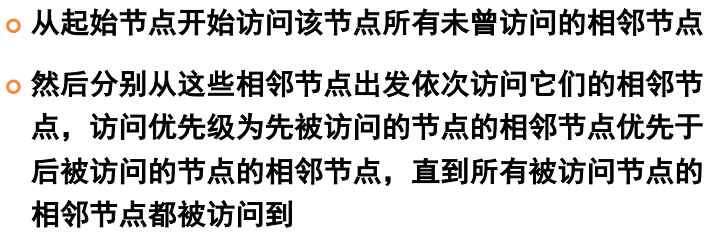 从起始节点开始访问该节点所有未曾访问的相邻节点
然后分别从这些相邻节点出发依次访问它们的相邻节
点，访问优先级为先被访问的节点的相邻节点优先于
后被访问的节点的相邻节点，直到所有被访问节点的
相邻节点都被访问到